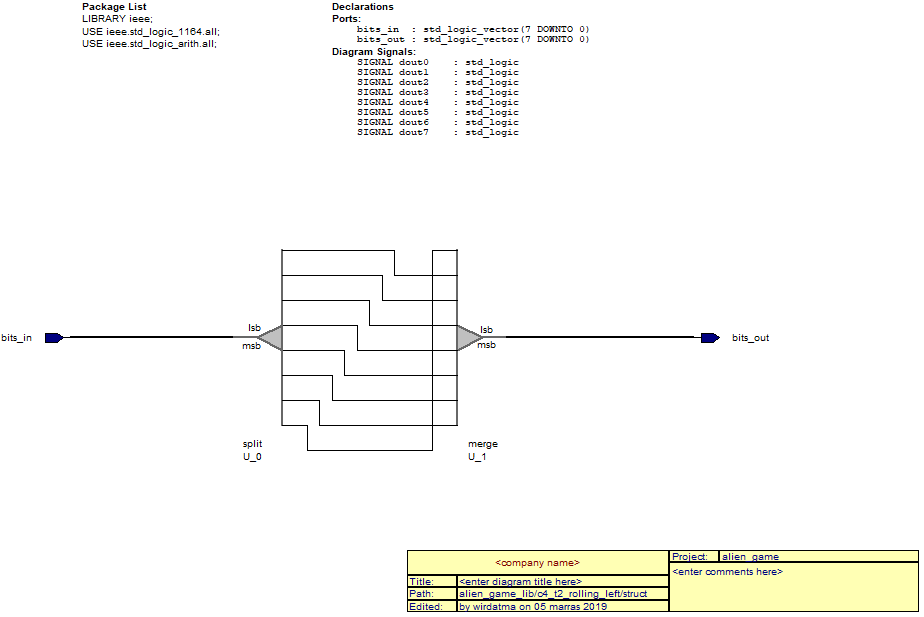 Package List
LIBRARY ieee;
USE ieee.std_logic_1164.all;
USE ieee.std_logic_arith.all;
Declarations
Ports:
bits_in : std_logic_vector(7 DOWNTO 0)
bits_out : std_logic_vector(7 DOWNTO 0)
Diagram Signals:
SIGNAL dout0 : std_logic
SIGNAL dout1 : std_logic
SIGNAL dout2 : std_logic
SIGNAL dout3 : std_logic
SIGNAL dout4 : std_logic
SIGNAL dout5 : std_logic
SIGNAL dout6 : std_logic
SIGNAL dout7 : std_logic
bits_in
lsb
msb
lsb
msb
bits_out
split
U_0
merge
U_1
<company name>
Title: <enter diagram title here>
Path: alien_game_lib/c4_t2_rolling_left/struct
Edited: by wirdatma on 05 marras 2019
Project: alien_game
<enter comments here>